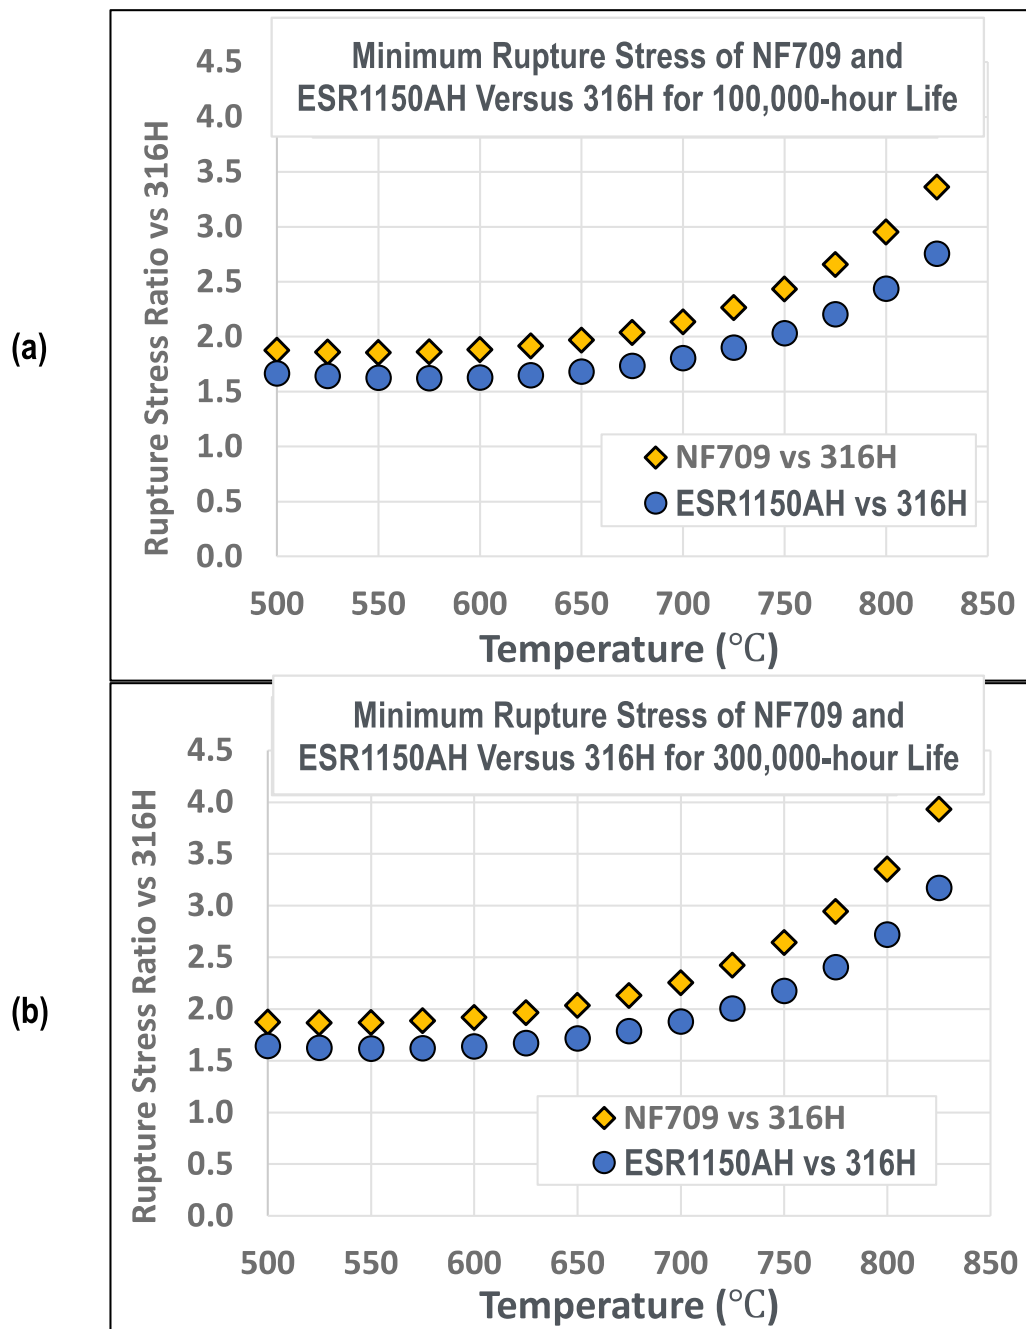 (a)
Minimum Rupture Stress of NF709 and
ESR1150AH Versus 316H for 100,000-hour Life
Rupture Stress Ratio vs 316H
4.5
4.0
3.5
3.0
2.5
2.0
1.5
1.0
0.5
0.0
NF709 vs 316H
ESR1150AH vs 316H
500 550 600 650 700 750 800 850
Temperature (°C)
(b)
Minimum Rupture Stress of NF709 and
ESR1150AH Versus 316H for 300,000-hour Life
Rupture Stress Ratio vs 316H
4.5
4.0
3.5
3.0
2.5
2.0
1.5
1.0
0.5
0.0
NF709 vs 316H
ESR1150AH vs 316H
500 550 600 650 700 750 800 850
Temperature (°C)